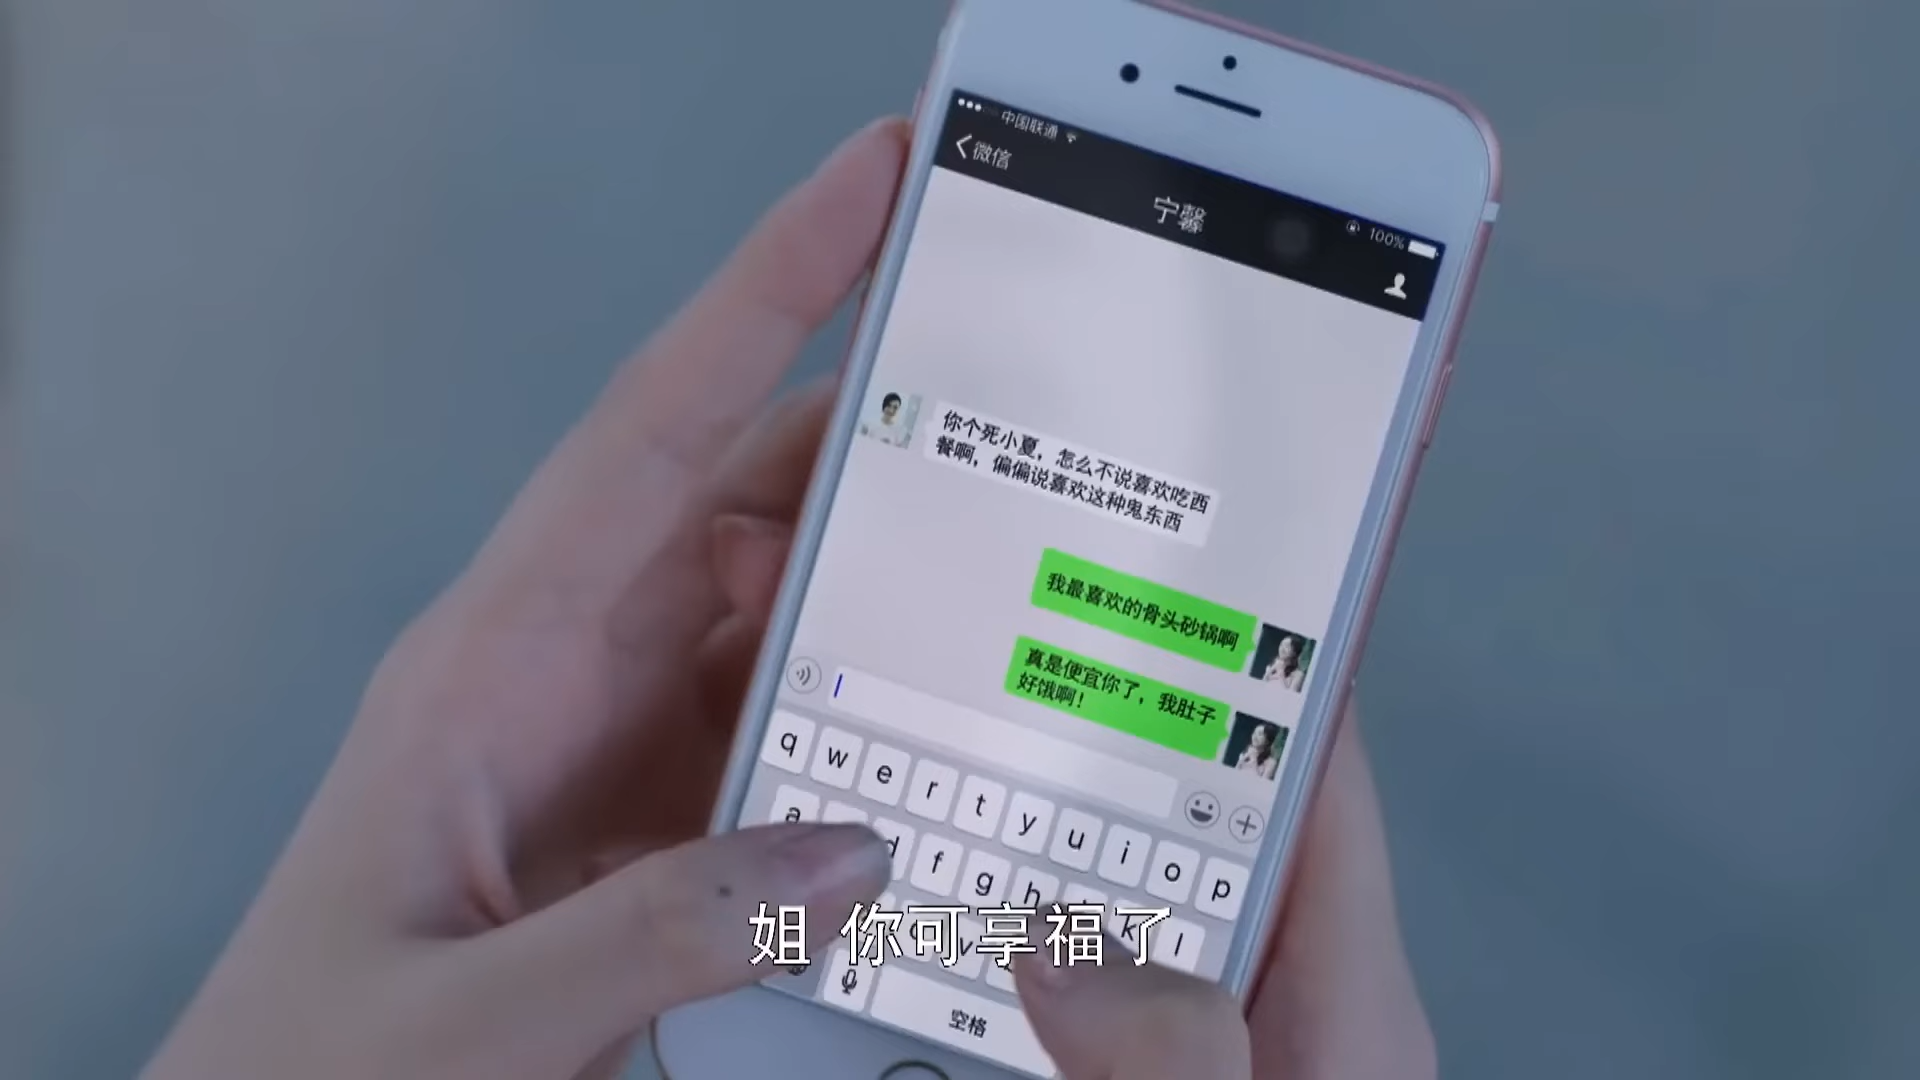 中国联通
100%
微信
宁馨
你个死小夏，怎么不说喜欢吃西
餐啊，偏偏说喜欢这种鬼东西
我最喜欢的骨头砂锅啊
真是便宜你了，我肚子
好饿啊！
q w e r t y u i o p
a d f g h k l
v
空格
姐 你可享福了